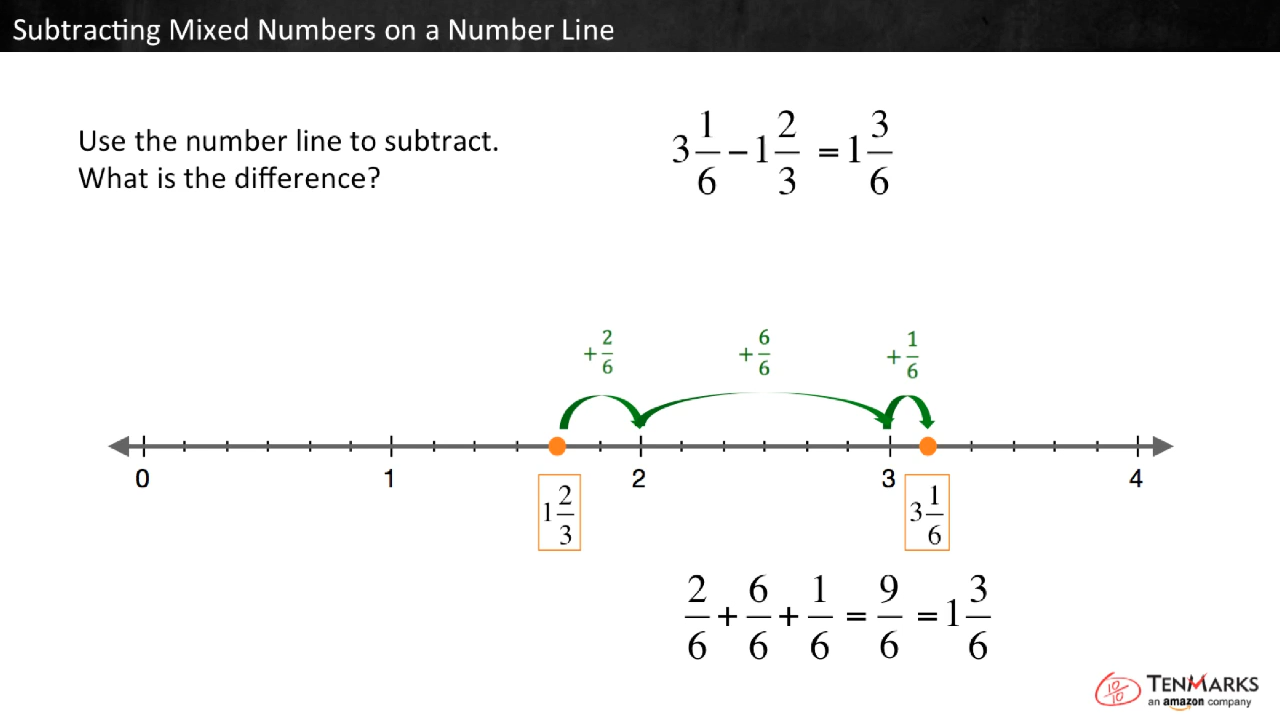 Subtracting Mixed Numbers on a Number Line
Use the number line to subtract.
What is the difference?
3 1/6 − 1 2/3 = 1 3/6
+2/6 +6/6 +1/6
0 1 2 3 4
1 2/3 3 1/6
2/6 + 6/6 + 1/6 = 9/6 = 1 3/6
10/10 TENMARKS
an amazon company